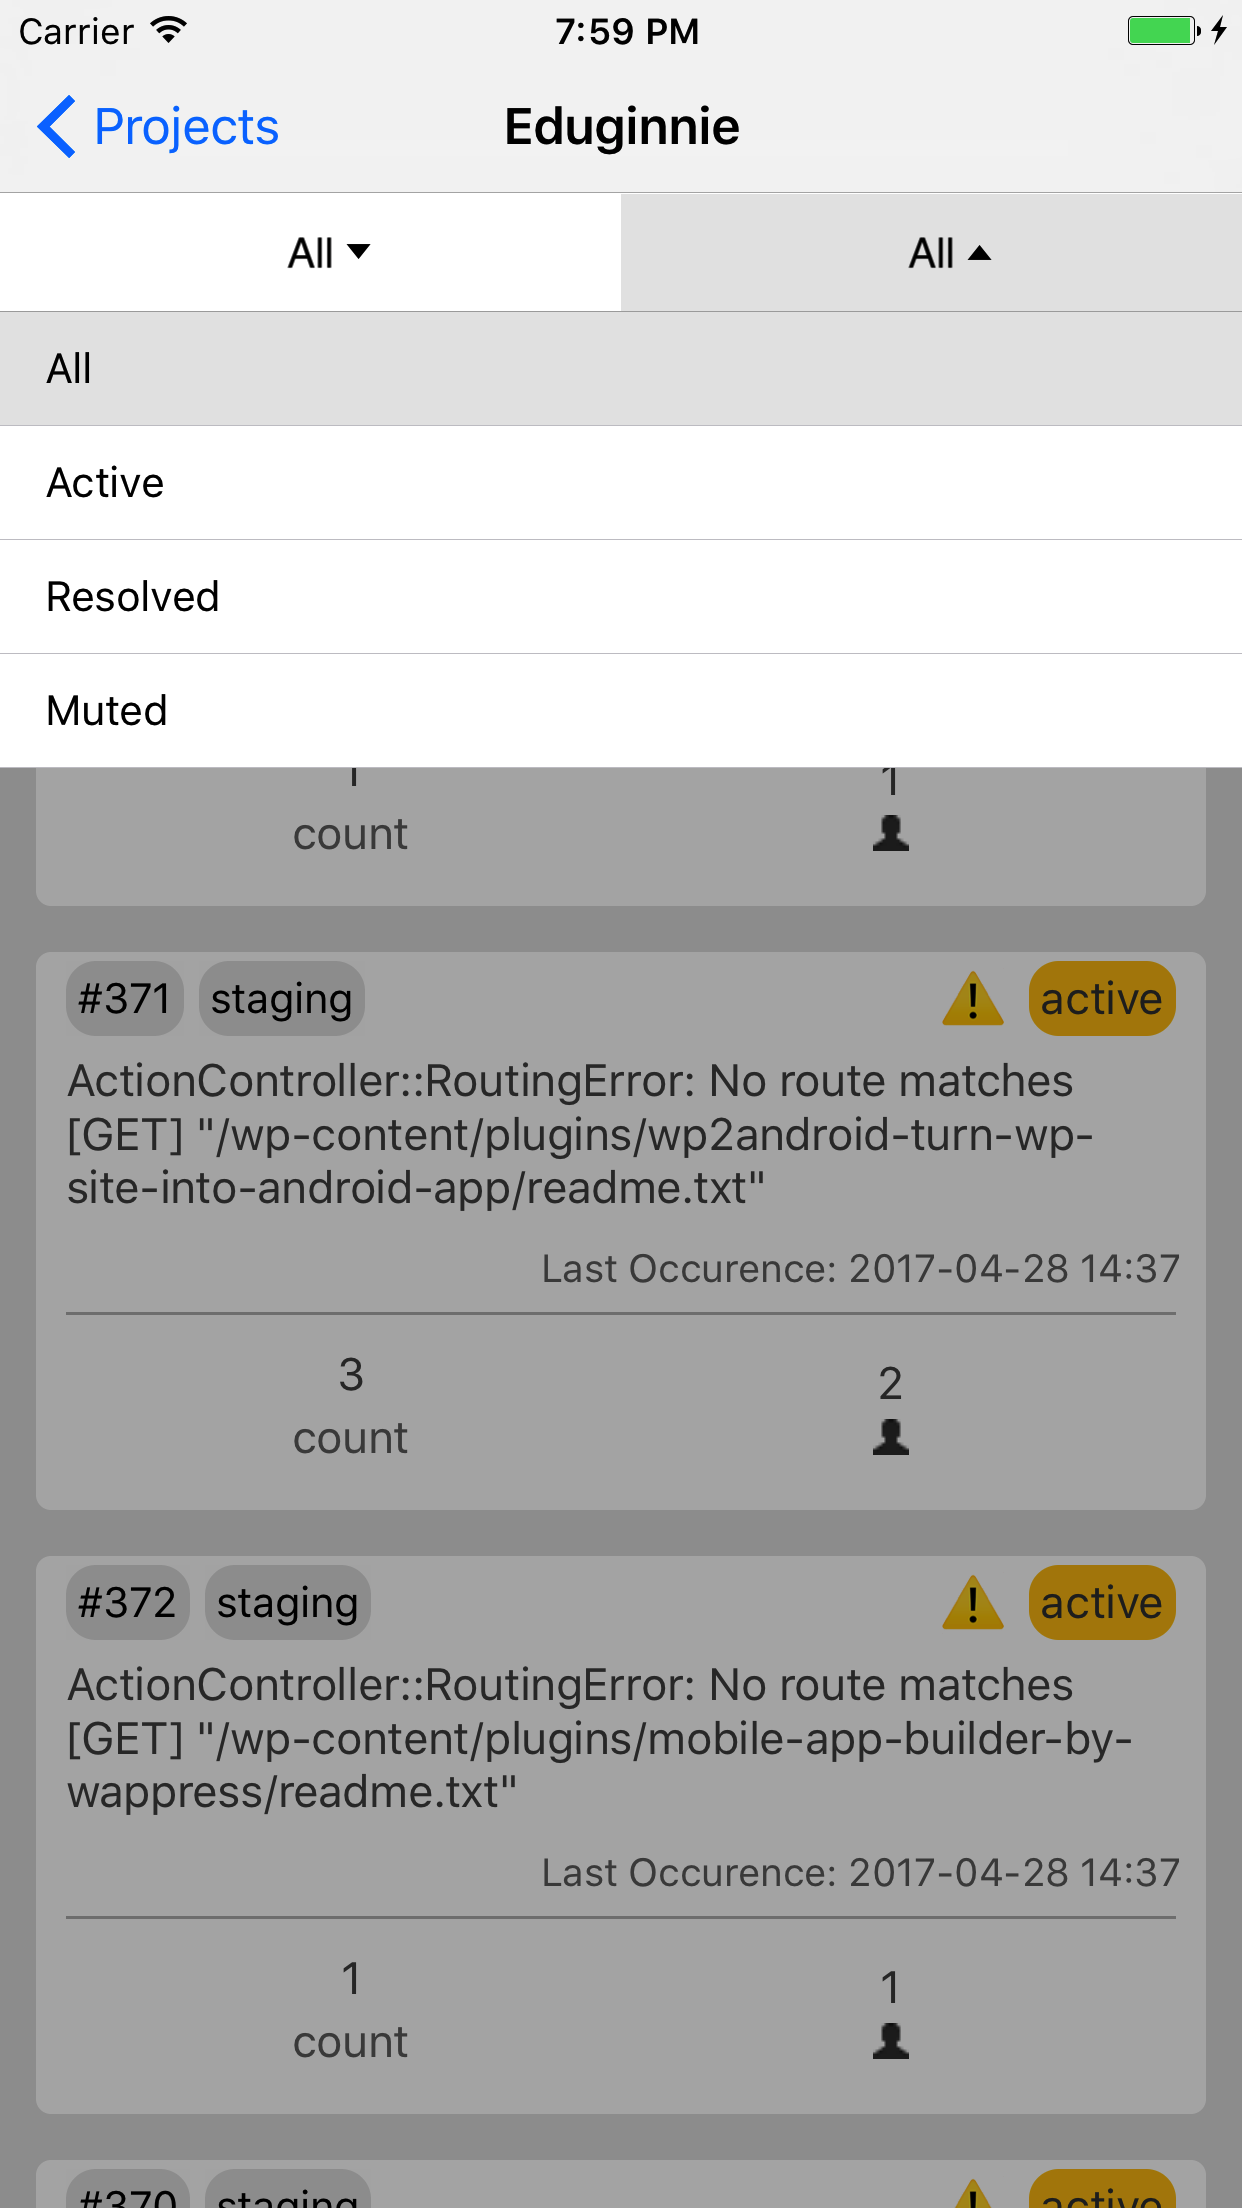 Carrier 7:59 PM
Projects Eduginnie
All All
All
Active
Resolved
Muted
1 1
count
#371 staging active
ActionController::RoutingError: No route matches
[GET] "/wp-content/plugins/wp2android-turn-wp-
site-into-android-app/readme.txt"
Last Occurence: 2017-04-28 14:37
3 2
count
#372 staging active
ActionController::RoutingError: No route matches
[GET] "/wp-content/plugins/mobile-app-builder-by-
wappress/readme.txt"
Last Occurence: 2017-04-28 14:37
1 1
count
#370 staging active